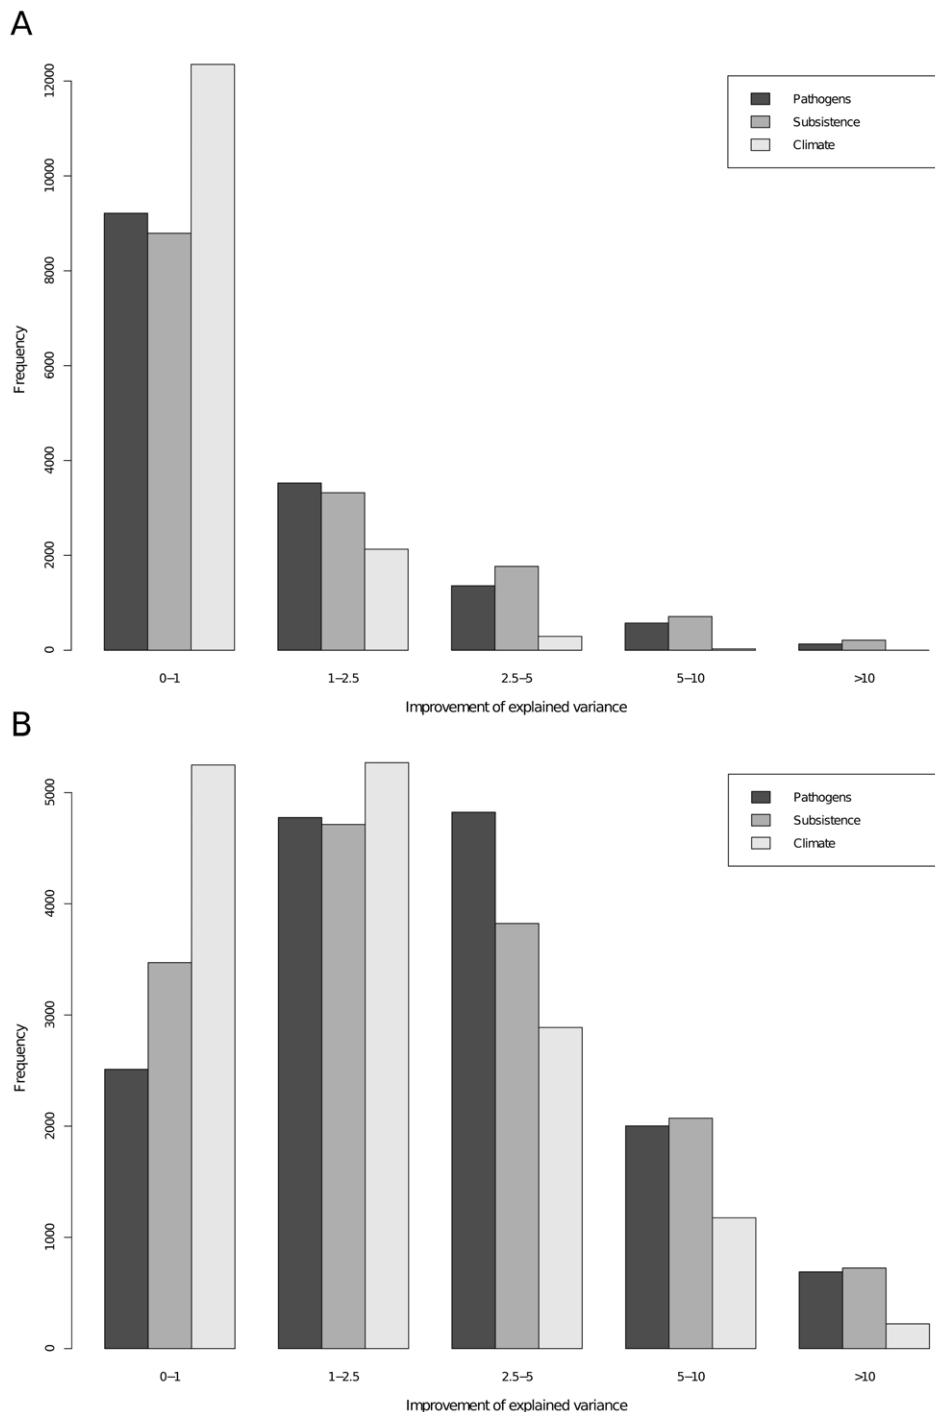 A
12000
10000
8000
6000
4000
2000
0
Frequency
Pathogens
Subsistence
Climate
0–1
1–2.5
2.5–5
5–10
>10
Improvement of explained variance
B
5000
4000
3000
2000
1000
0
Frequency
Pathogens
Subsistence
Climate
0–1
1–2.5
2.5–5
5–10
>10
Improvement of explained variance